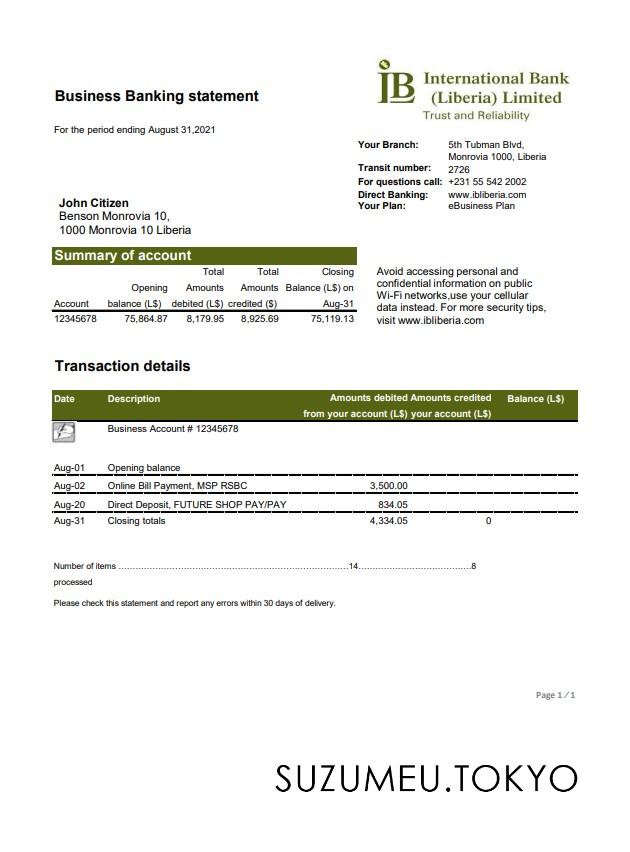 International Bank
(Liberia) Limited
Trust and Reliability
Business Banking statement
For the period ending August 31,2021
Your Branch: 5th Tubman Blvd,
Monrovia 1000, Liberia
Transit number: 2726
For questions call: +231 55 542 2002
Direct Banking: www.ibliberia.com
Your Plan: eBusiness Plan
John Citizen
Benson Monrovia 10,
1000 Monrovia 10 Liberia
Summary of account
Total Total Closing
Opening Amounts Amounts Balance (L$) on
Account balance (L$) debited (L$) credited ($) Aug-31
12345678 75,864.87 8,179.95 8,925.69 75,119.13
Avoid accessing personal and
confidential information on public
Wi-Fi networks,use your cellular
data instead. For more security tips,
visit www.ibliberia.com
Transaction details
Date Description Amounts debited Amounts credited Balance (L$)
from your account (L$) your account (L$)
Business Account # 12345678
Aug-01 Opening balance
Aug-02 Online Bill Payment, MSP RSBC 3,500.00
Aug-20 Direct Deposit, FUTURE SHOP PAY/PAY 834.05
Aug-31 Closing totals 4,334.05 0
Number of items ..................................................................................14..........................................8
processed
Please check this statement and report any errors within 30 days of delivery.
Page 1 / 1
SUZUMEU.TOKYO